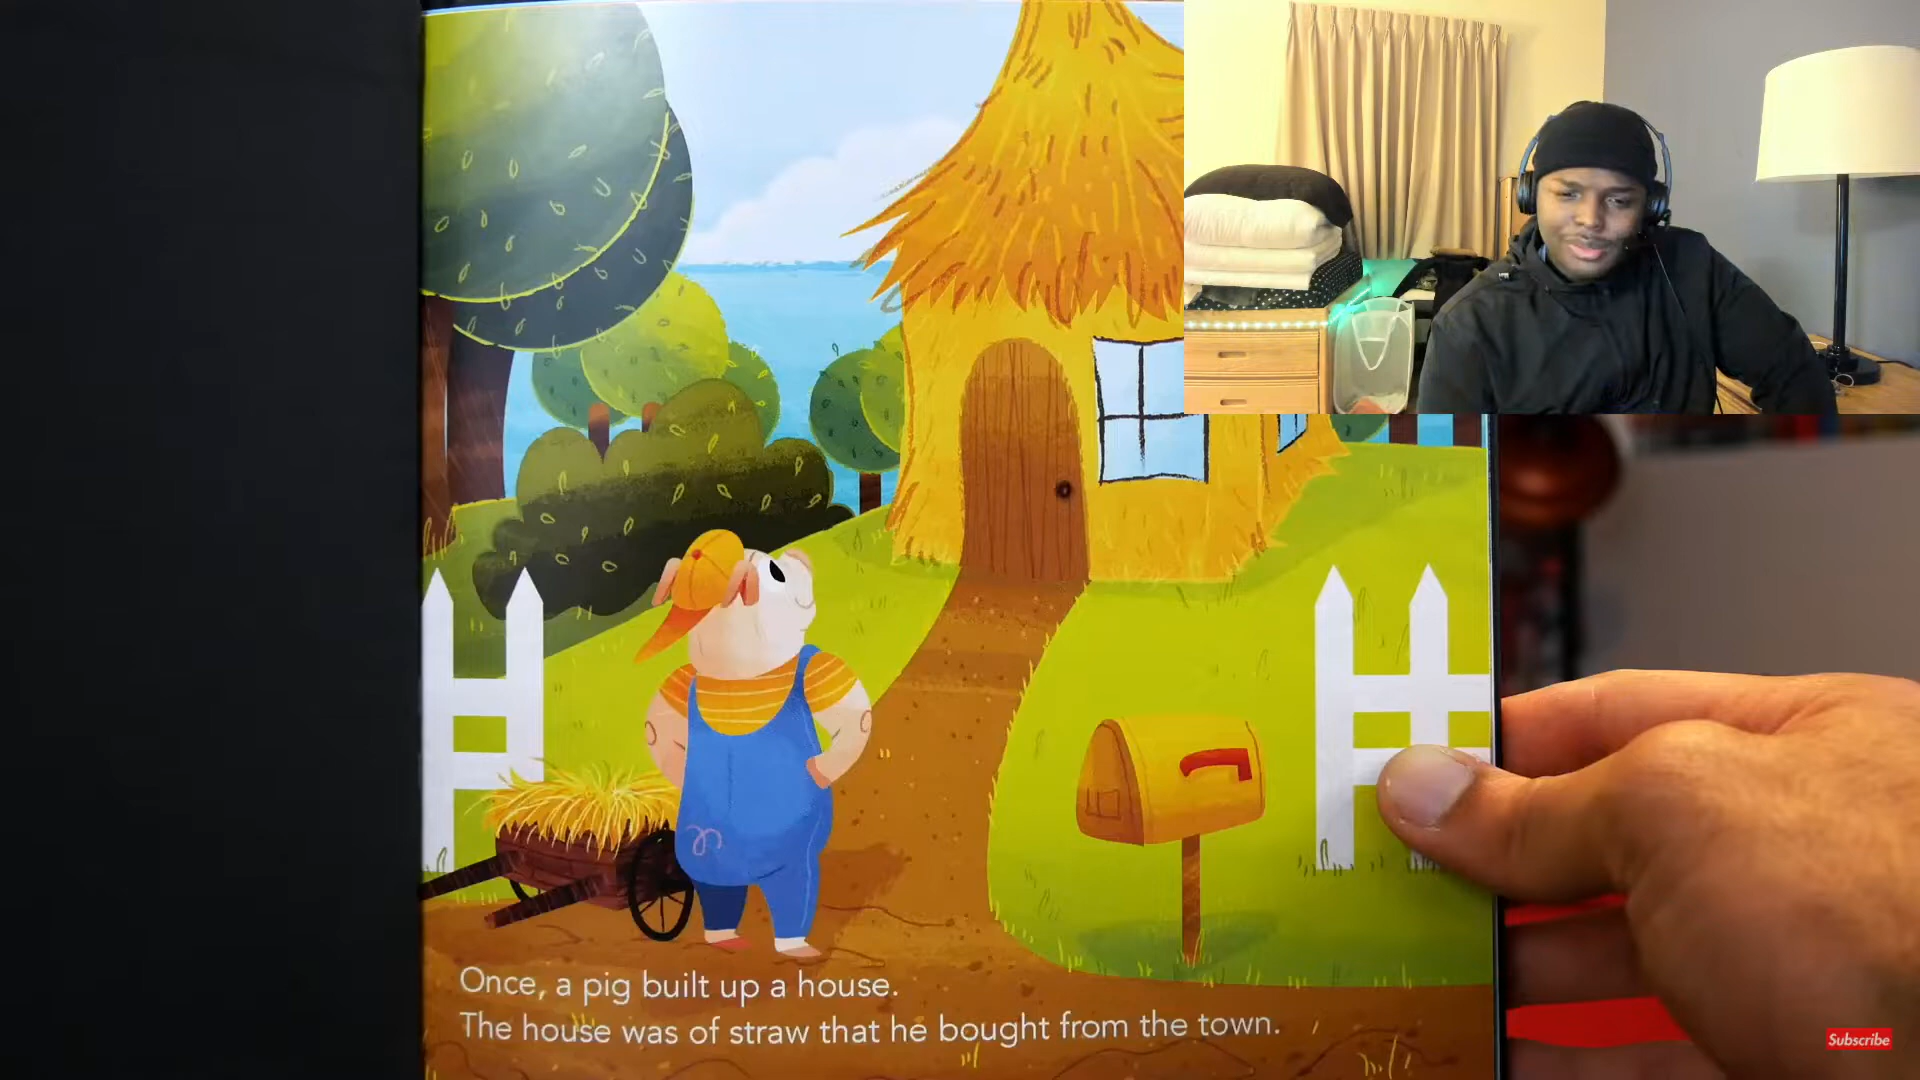 Once, a pig built up a house.
The house was of straw that he bought from the town.
Subscribe